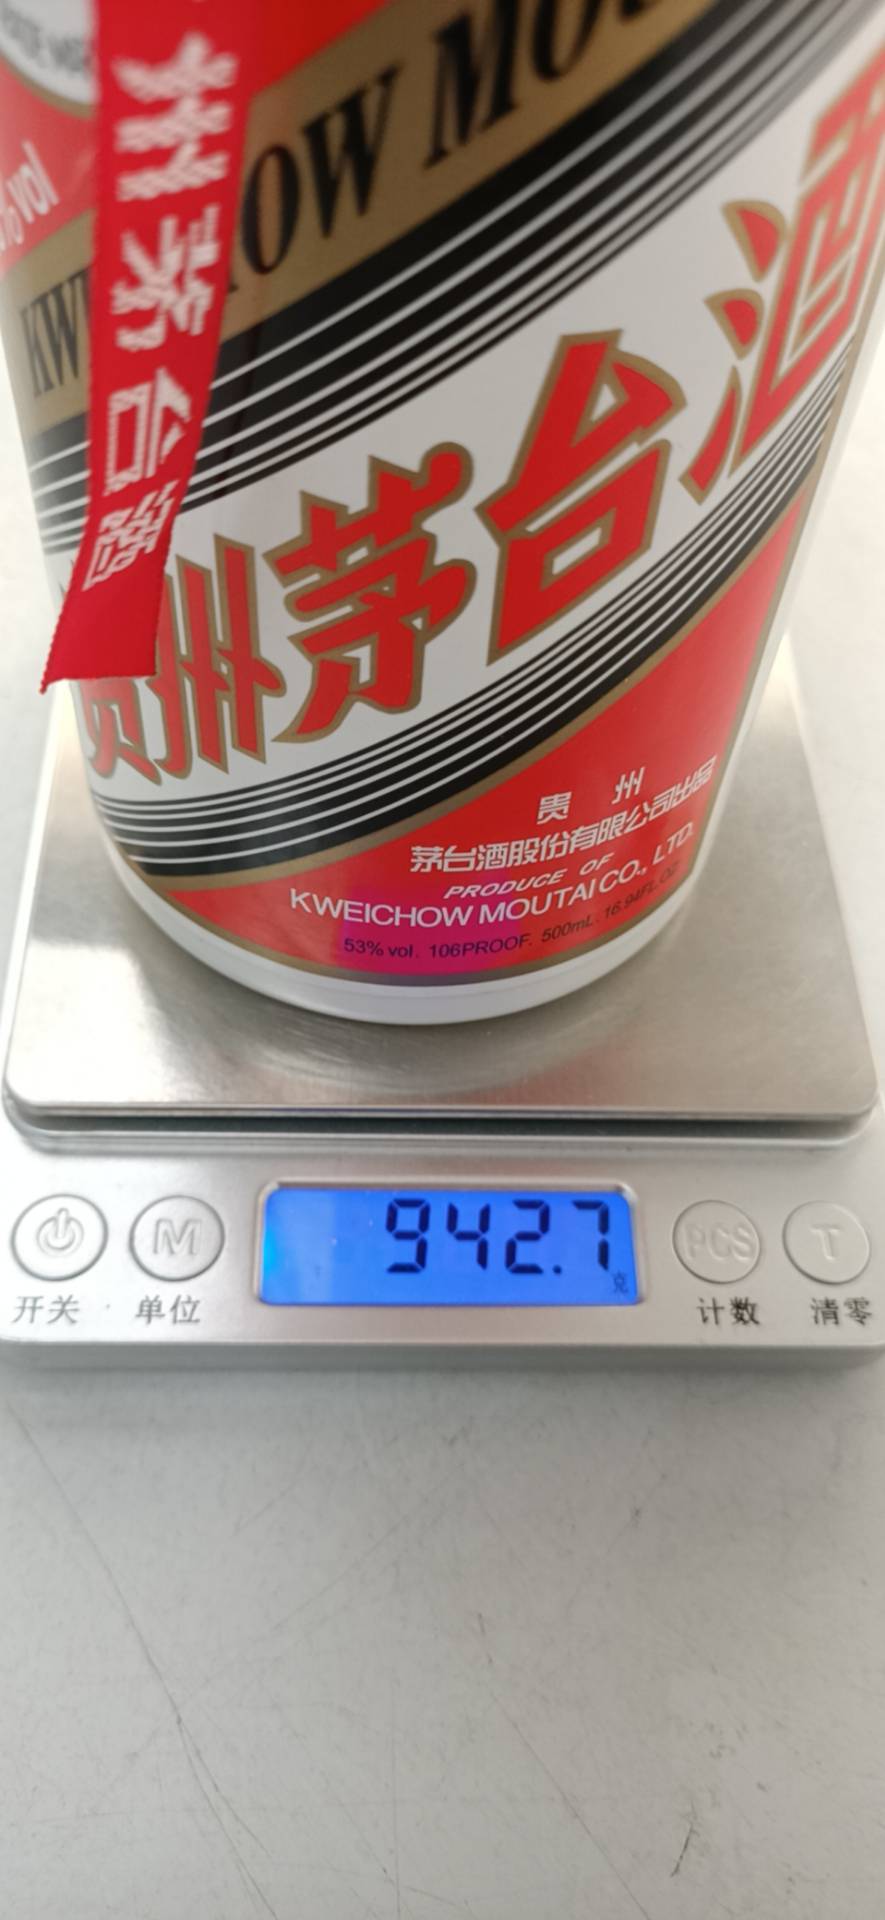 州茅台酒
%vol
KWEICHOW MOU
贵州茅台酒
贵 州
茅台酒股份有限公司出品
PRODUCE OF
KWEICHOW MOUTAI CO., LTD.
53% vol. 106PROOF. 500mL. 16.94FL.OZ
942.7
克
M
PCS
T
开关
单位
计数
清零